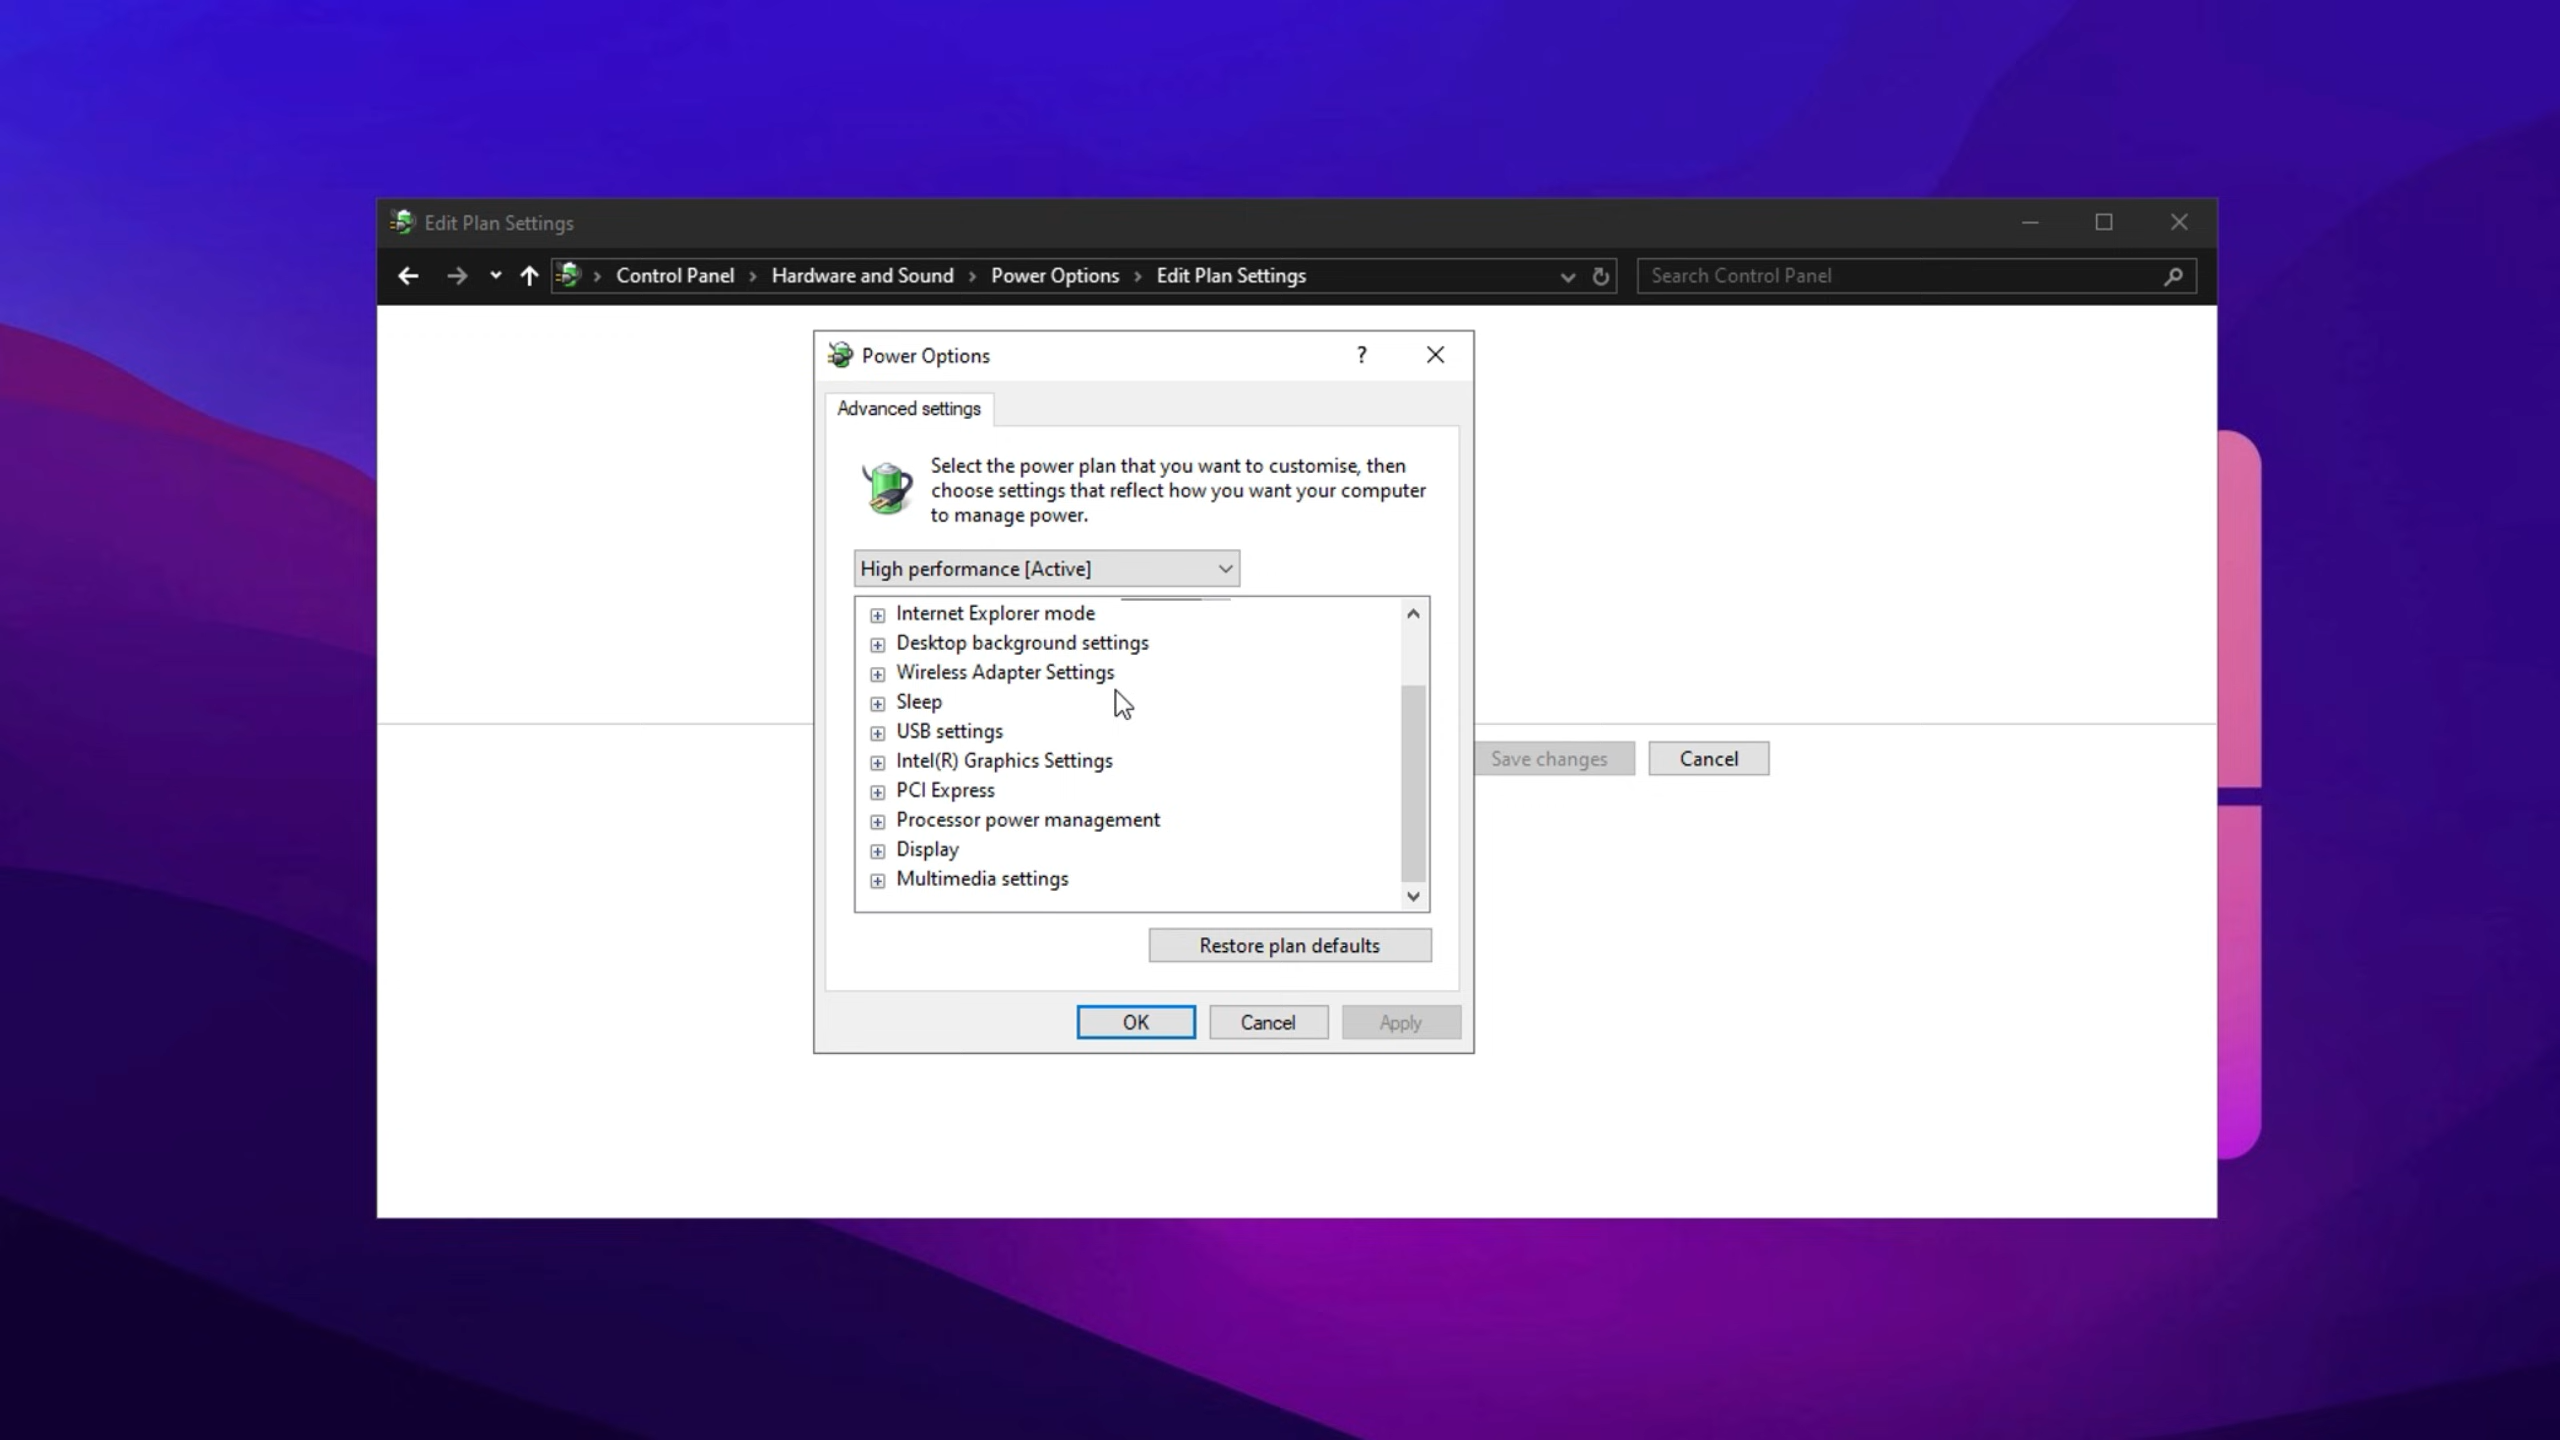 Edit Plan Settings
Control Panel > Hardware and Sound > Power Options > Edit Plan Settings
Search Control Panel
Power Options
?
Advanced settings
Select the power plan that you want to customise, then
choose settings that reflect how you want your computer
to manage power.
High performance [Active]
Internet Explorer mode
Desktop background settings
Wireless Adapter Settings
Sleep
USB settings
Intel(R) Graphics Settings
PCI Express
Processor power management
Display
Multimedia settings
Restore plan defaults
OK Cancel Apply
Save changes Cancel